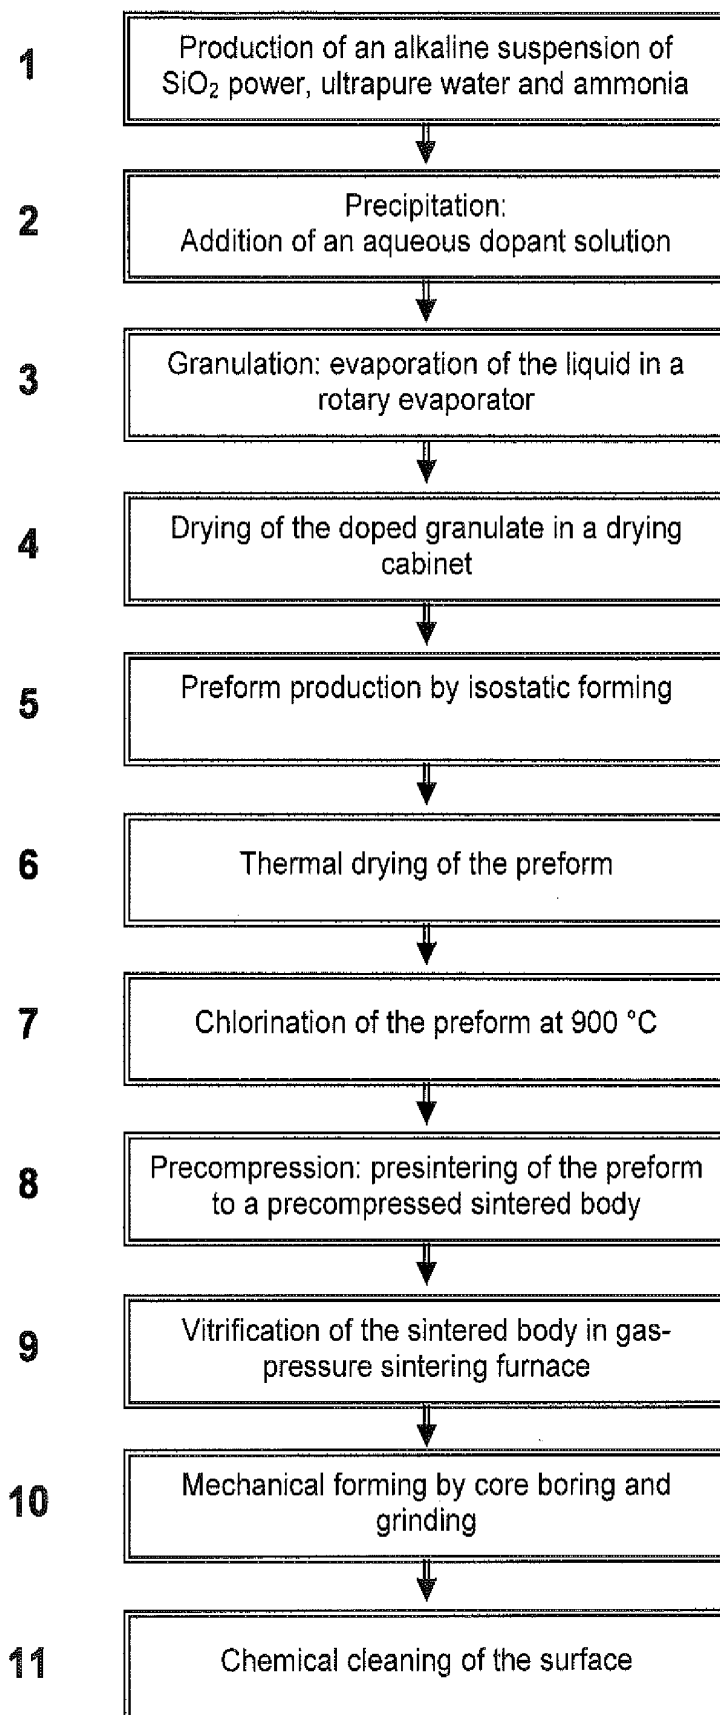 1
Production of an alkaline suspension of
SiO₂ power, ultrapure water and ammonia
2
Precipitation:
Addition of an aqueous dopant solution
3
Granulation: evaporation of the liquid in a
rotary evaporator
4
Drying of the doped granulate in a drying
cabinet
5
Preform production by isostatic forming
6
Thermal drying of the preform
7
Chlorination of the preform at 900 °C
8
Precompression: presintering of the preform
to a precompressed sintered body
9
Vitrification of the sintered body in gas-
pressure sintering furnace
10
Mechanical forming by core boring and
grinding
11
Chemical cleaning of the surface